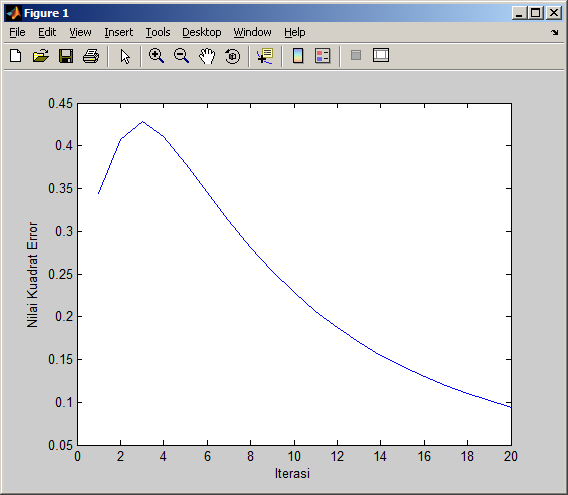 Figure 1
File Edit View Insert Tools Desktop Window Help
0.45
0.4
0.35
0.3
0.25
0.2
0.15
0.1
0.05
Nilai Kuadrat Error
0 2 4 6 8 10 12 14 16 18 20
Iterasi